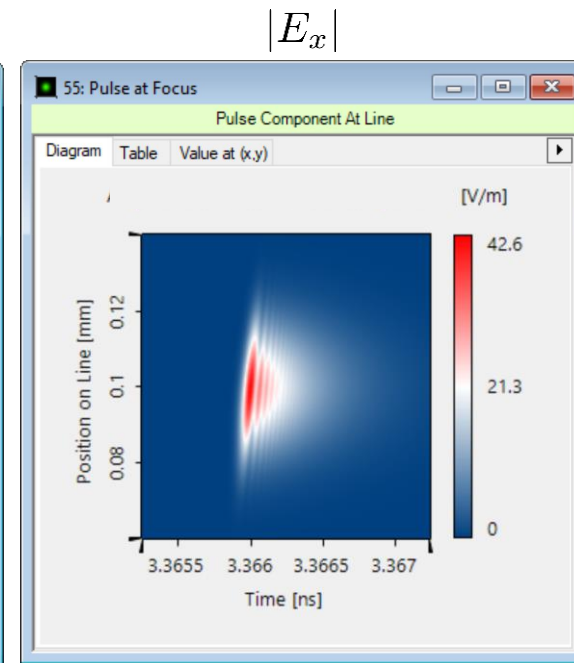 |E_x|
55: Pulse at Focus
Pulse Component At Line
Diagram Table Value at (x,y)
[V/m]
42.6
21.3
0
Position on Line [mm]
0.12
0.1
0.08
3.3655 3.366 3.3665 3.367
Time [ns]